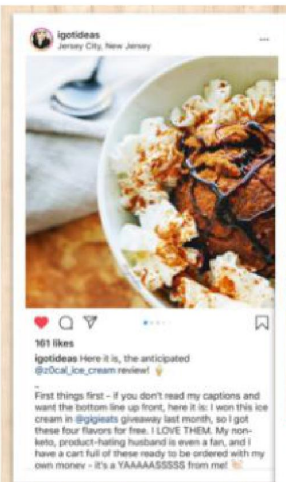 igotideas
Jersey City, New Jersey
161 likes
igotideas Here it is, the anticipated
@z0cal_ice_cream review! 🍦
-
First things first - if you don't read my captions and
want the bottom line up front, here it is: I won this ice
cream in @gigieats giveaway last month, so I got
these four flavors for free. I LOVE THEM. My non-
keto, product-hating husband is even a fan, and I
have a cart full of these ready to be ordered with my
own money - it's a YAAAAASSSSS from me! 👏🏻